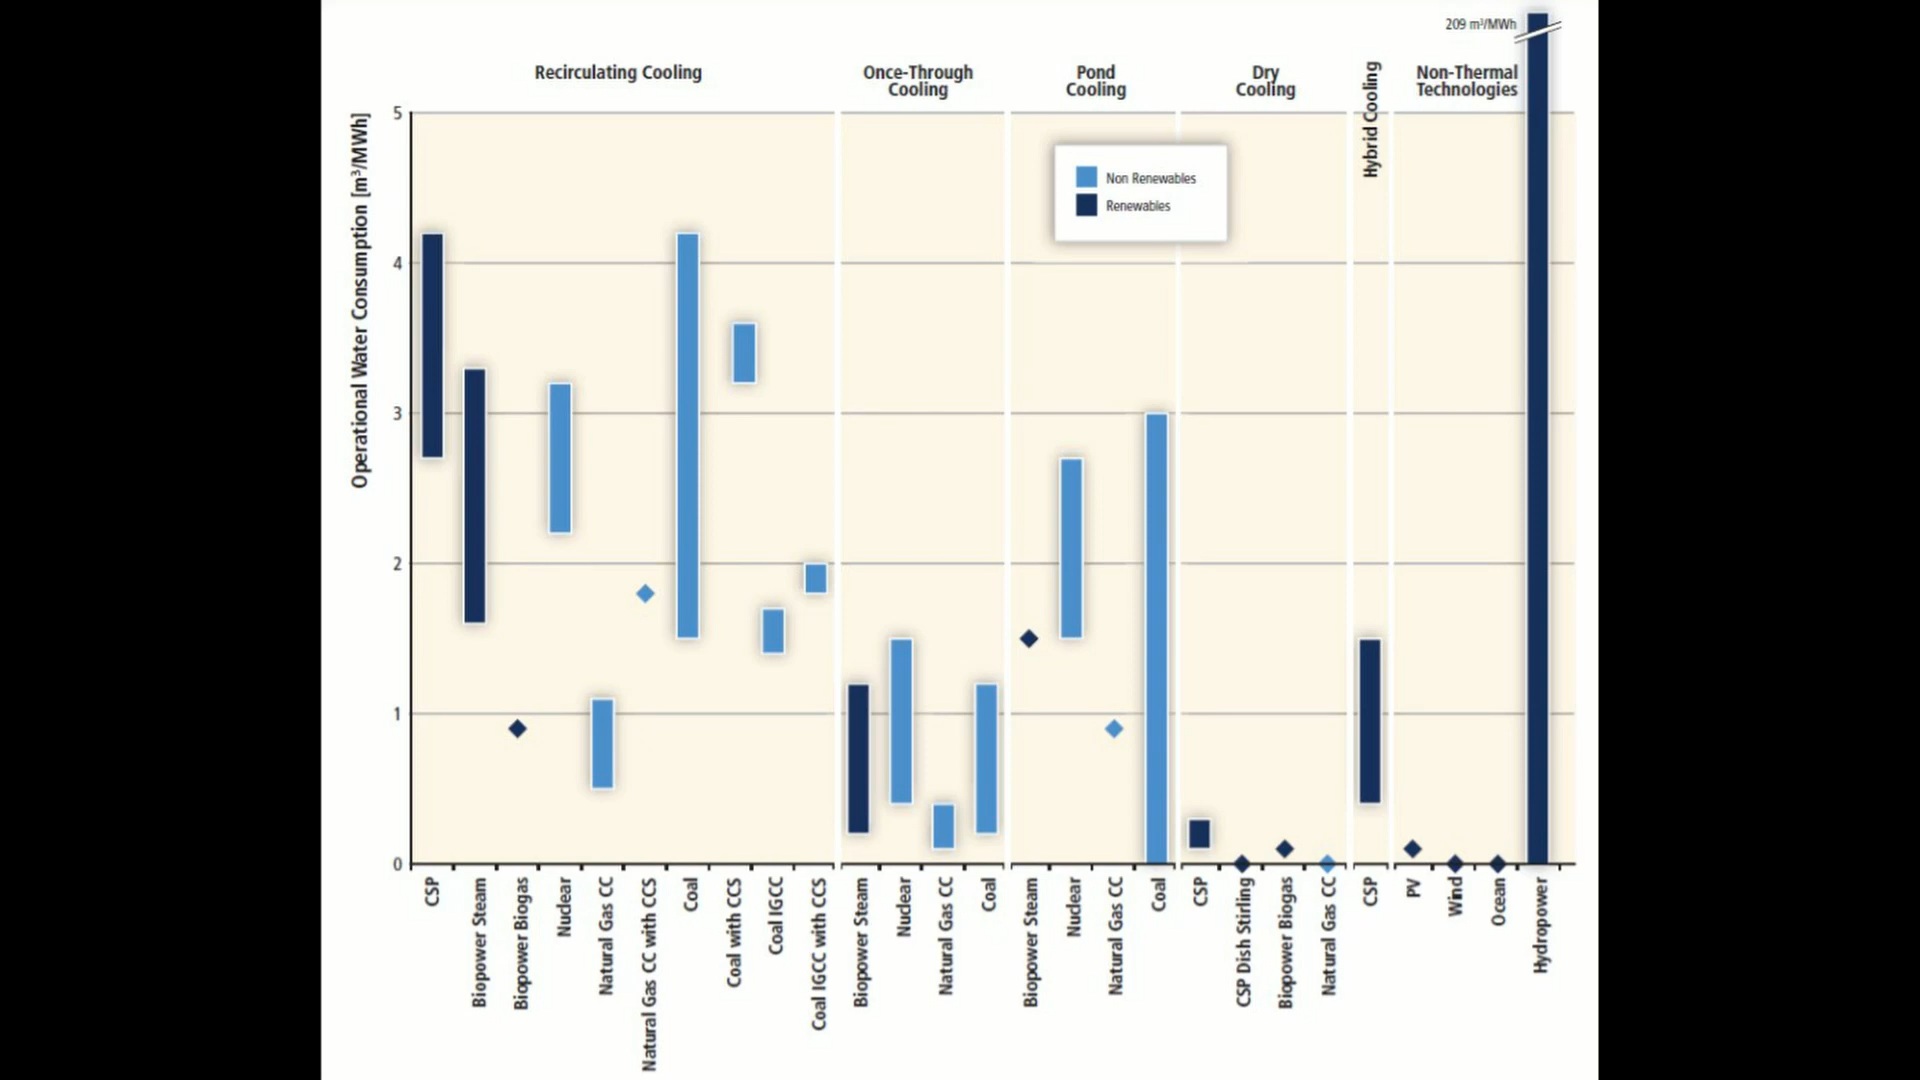 209 m³/MWh
Recirculating Cooling
Once-Through
Cooling
Pond
Cooling
Dry
Cooling
Hybrid Cooling
Non-Thermal
Technologies
Operational Water Consumption [m³/MWh]
5
4
3
2
1
0
Non Renewables
Renewables
CSP
Biopower Steam
Biopower Biogas
Nuclear
Natural Gas CC
Natural Gas CC with CCS
Coal
Coal with CCS
Coal IGCC
Coal IGCC with CCS
Biopower Steam
Nuclear
Natural Gas CC
Coal
Biopower Steam
Nuclear
Natural Gas CC
Coal
CSP
CSP Dish Stirling
Biopower Biogas
Natural Gas CC
CSP
PV
Wind
Ocean
Hydropower